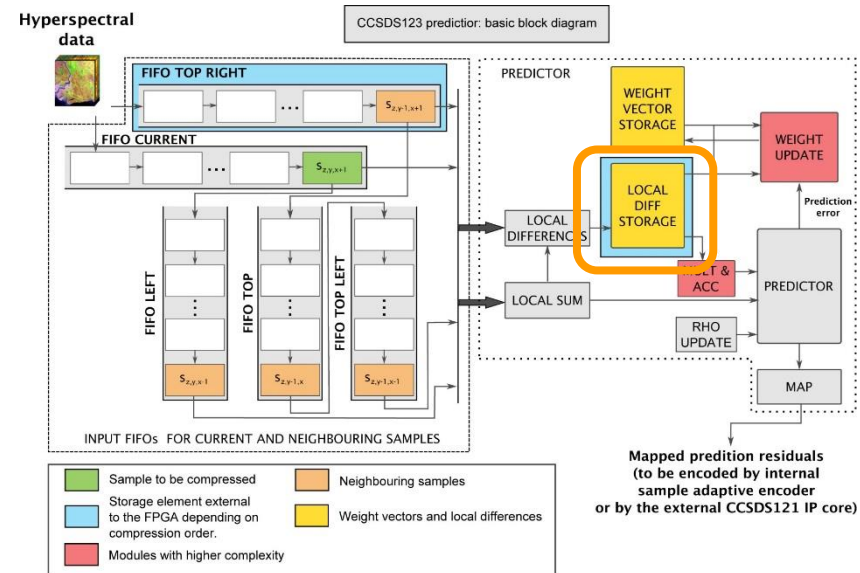 Hyperspectral
data
CCSDS123 predictior: basic block diagram
FIFO TOP RIGHT
...
s z,y-1,x+1
FIFO CURRENT
...
s z,y,x+1
FIFO LEFT
s z,y,x-1
FIFO TOP
s z,y-1,x
FIFO TOP LEFT
s z,y-1,x-1
INPUT FIFOs FOR CURRENT AND NEIGHBOURING SAMPLES
PREDICTOR
WEIGHT
VECTOR
STORAGE
WEIGHT
UPDATE
LOCAL
DIFF
STORAGE
Prediction
error
LOCAL
DIFFERENCES
LOCAL SUM
& ACC
PREDICTOR
RHO
UPDATE
MAP
Mapped predition residuals
(to be encoded by internal
sample adaptive encoder
or by the external CCSDS121 IP core)
Sample to be compressed
Storage element external
to the FPGA depending on
compression order.
Modules with higher complexity
Neighbouring samples
Weight vectors and local differences